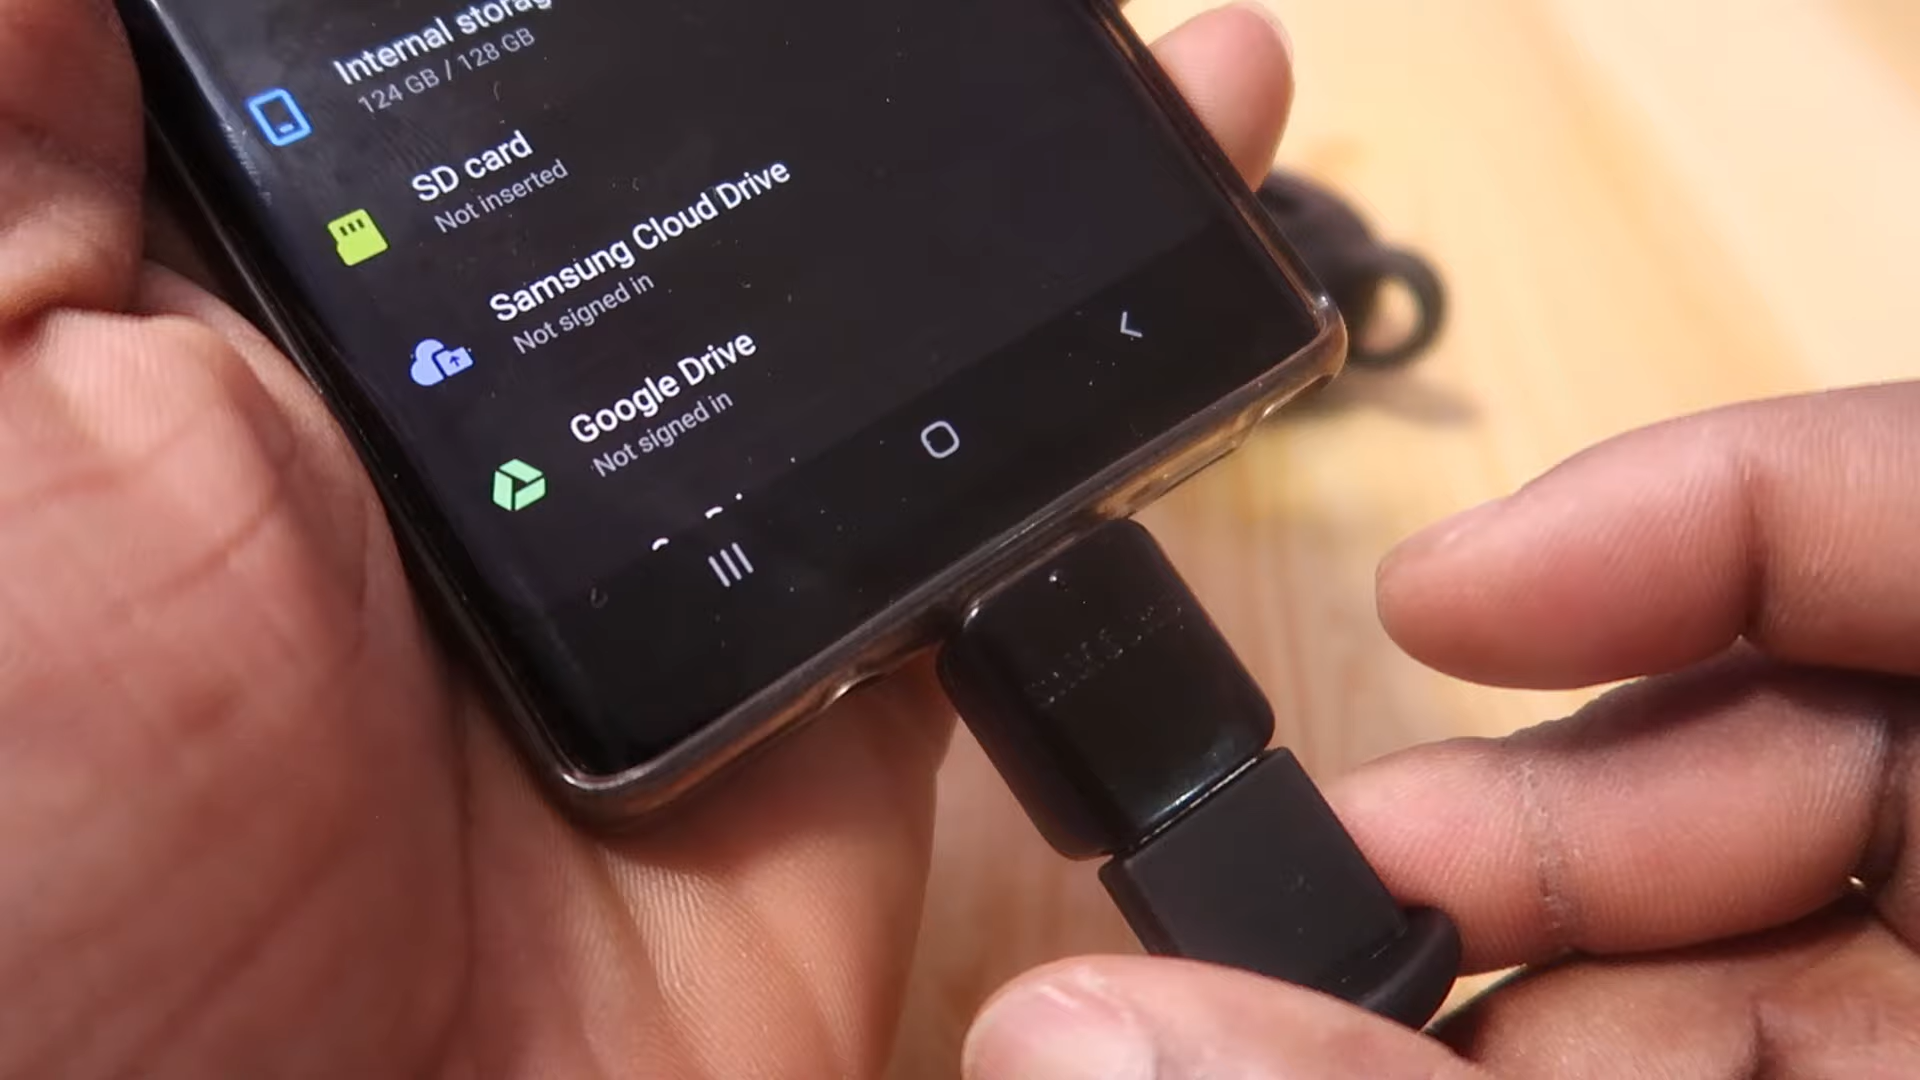 Internal storag
124 GB / 128 GB
SD card
Not inserted
Samsung Cloud Drive
Not signed in
Google Drive
Not signed in
SAMSUNG